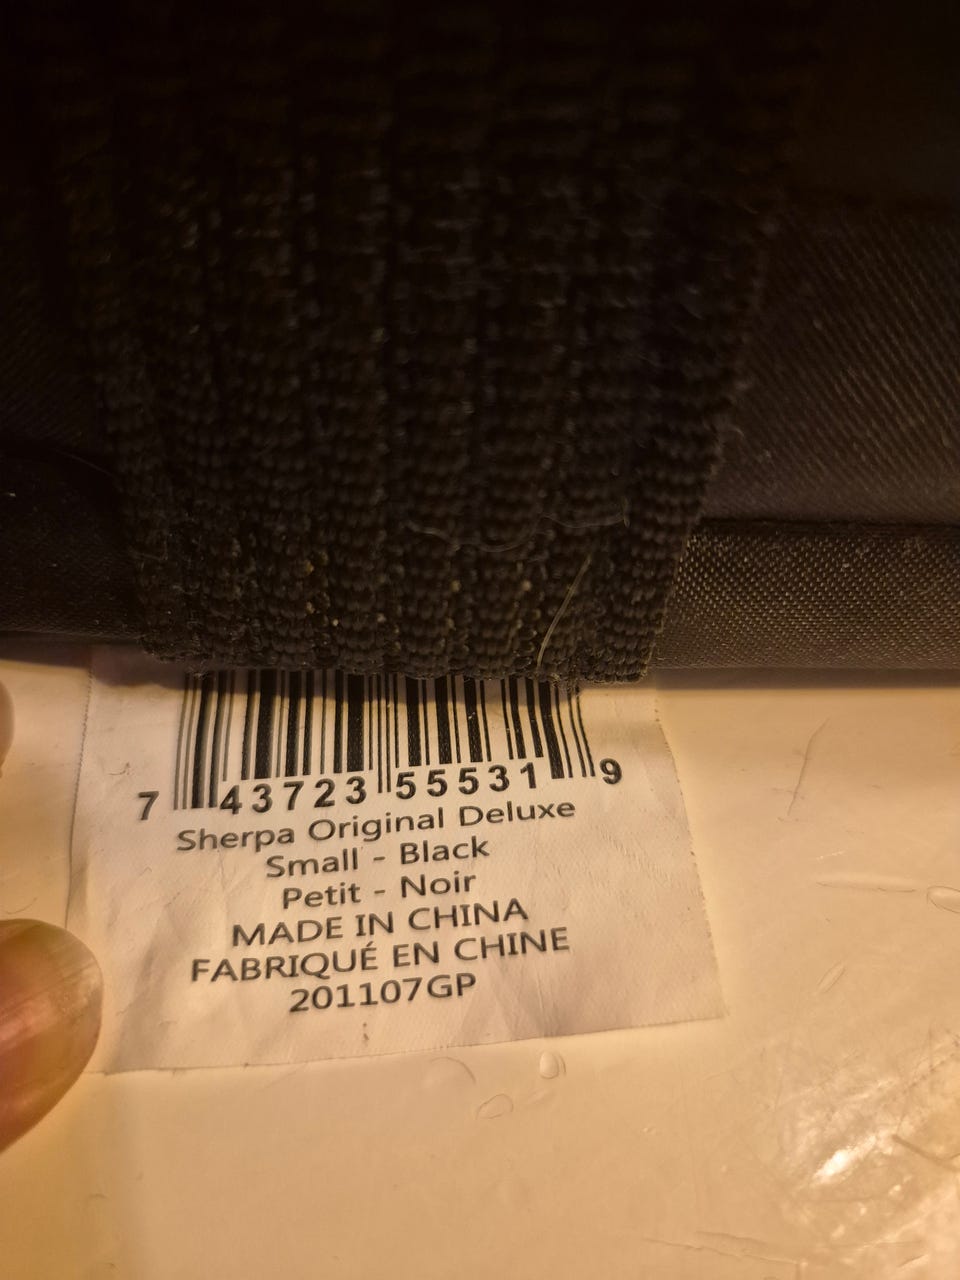 7 43723 55531 9
Sherpa Original Deluxe
Small - Black
Petit - Noir
MADE IN CHINA
FABRIQUÉ EN CHINE
201107GP